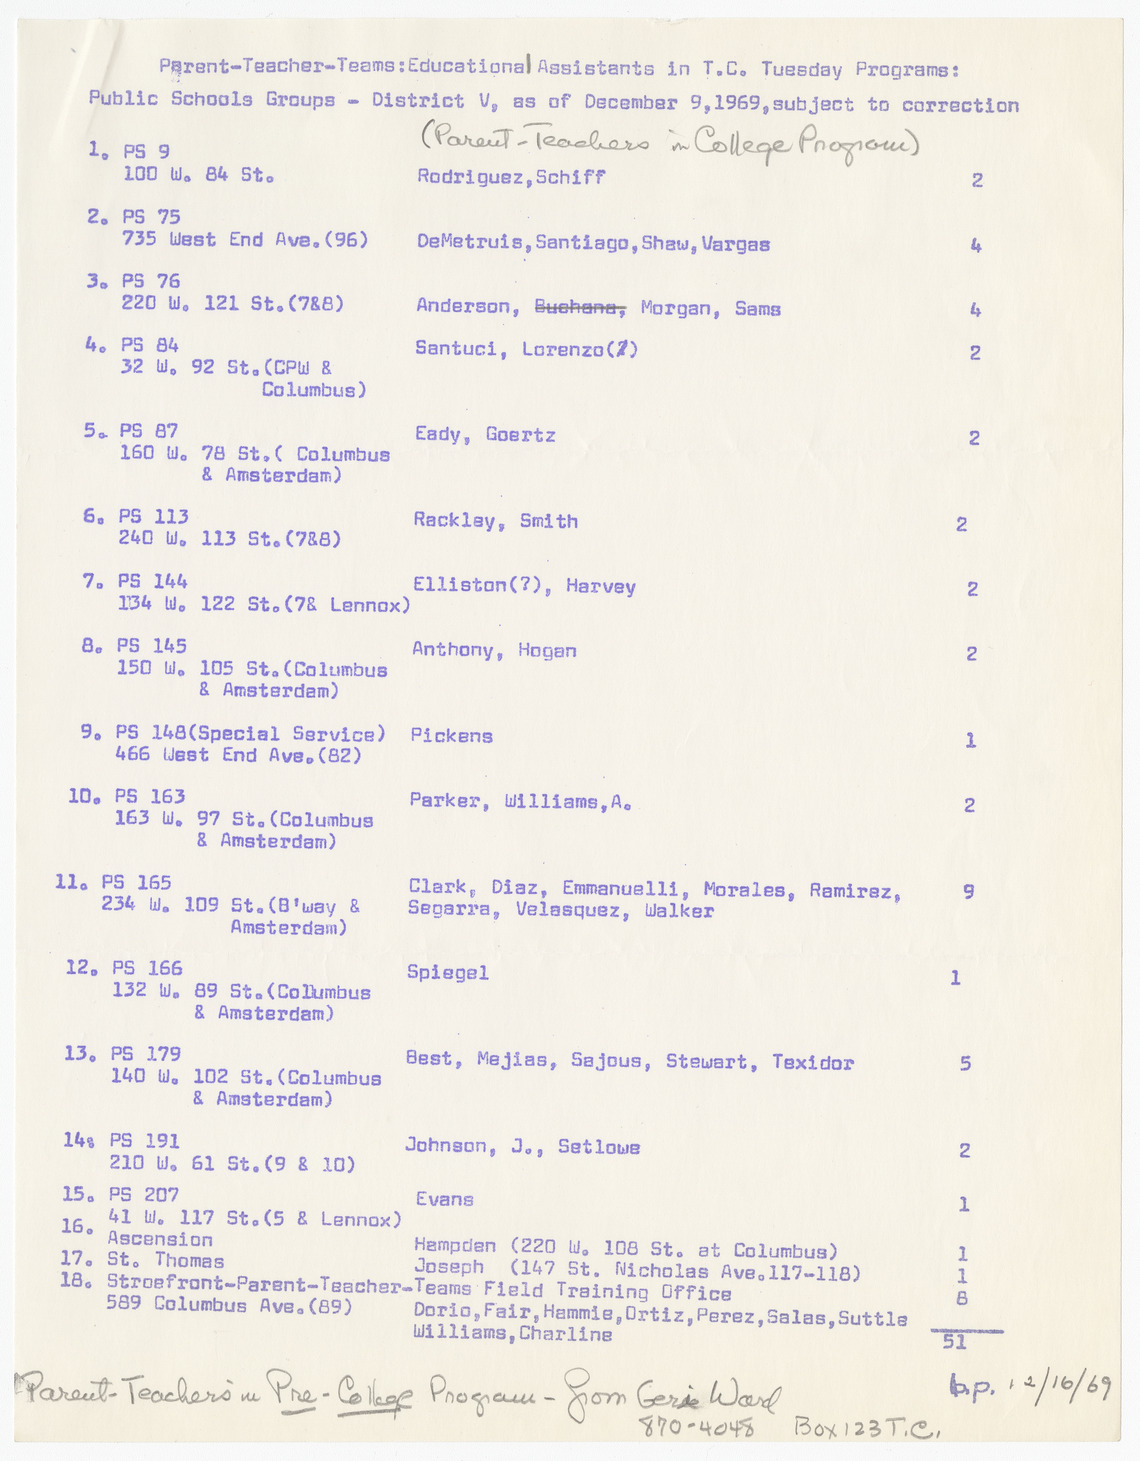 Parent-Teacher-Teams:Educational Assistants in T.C. Tuesday Programs:
Public Schools Groups - District V, as of December 9,1969,subject to correction
(Parent-Teachers in College Program)
1. PS 9
100 W. 84 St. Rodriguez,Schiff 2
2. PS 75
735 West End Ave.(96) DeMetruis,Santiago,Shaw,Vargas 4
3. PS 76
220 W. 121 St.(7&8) Anderson, Buchana, Morgan, Sams 4
4. PS 84 Santuci, Lorenzo(?) 2
32 W. 92 St.(CPW &
Columbus)
5. PS 87 Eady, Goertz 2
160 W. 78 St.( Columbus
& Amsterdam)
6. PS 113 Rackley, Smith 2
240 W. 113 St.(7&8)
7. PS 144 Elliston(?), Harvey 2
134 W. 122 St.(7& Lennox)
8. PS 145 Anthony, Hogan 2
150 W. 105 St.(Columbus
& Amsterdam)
9. PS 148(Special Service) Pickens 1
466 West End Ave.(82)
10. PS 163 Parker, Williams,A. 2
163 W. 97 St.(Columbus
& Amsterdam)
11. PS 165 Clark, Diaz, Emmanuelli, Morales, Ramirez, 9
234 W. 109 St.(B'way & Segarra, Velasquez, Walker
Amsterdam)
12. PS 166 Spiegel 1
132 W. 89 St.(Columbus
& Amsterdam)
13. PS 179 Best, Mejias, Sajous, Stewart, Texidor 5
140 W. 102 St.(Columbus
& Amsterdam)
14. PS 191 Johnson, J., Setlowe 2
210 W. 61 St.(9 & 10)
15. PS 207 Evans 1
41 W. 117 St.(5 & Lennox)
16. Ascension Hampden (220 W. 108 St. at Columbus) 1
17. St. Thomas Joseph (147 St. Nicholas Ave.117-118) 1
18. Stroefront-Parent-Teacher-Teams Field Training Office 8
589 Columbus Ave.(89) Dorio,Fair,Hammie,Ortiz,Perez,Salas,Suttle
Williams,Charline
51
Parent-Teachers in Pre-College Program - from Gerie Ward
b.p. 12/16/69
870-4048 Box 123 T.C.